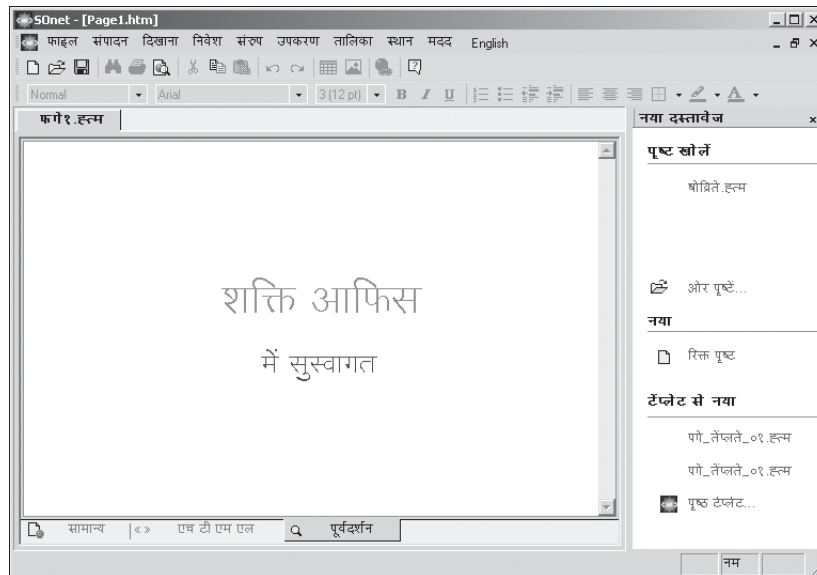 SOnet - [Page1.htm]
फाइल संपादन दिखाना निवेश संरुप उपकरण तालिका स्थान मदद English
Normal Arial 3 (12 pt) B I U A
फगे१.ह्त्म
शक्ति आफिस
में सुस्वागत
सामान्य «» एच टी एम एल पूर्वदर्शन
नया दस्तावेज x
पृष्ट खोलें
षोव्रिते.ह्त्म
ओर पृष्टें...
नया
रिक्त पृष्ट
टेंप्लेट से नया
पगे_तेंप्लते_०१.ह्त्म
पगे_तेंप्लते_०१.ह्त्म
पृष्ठ टेंप्लेट...
नम